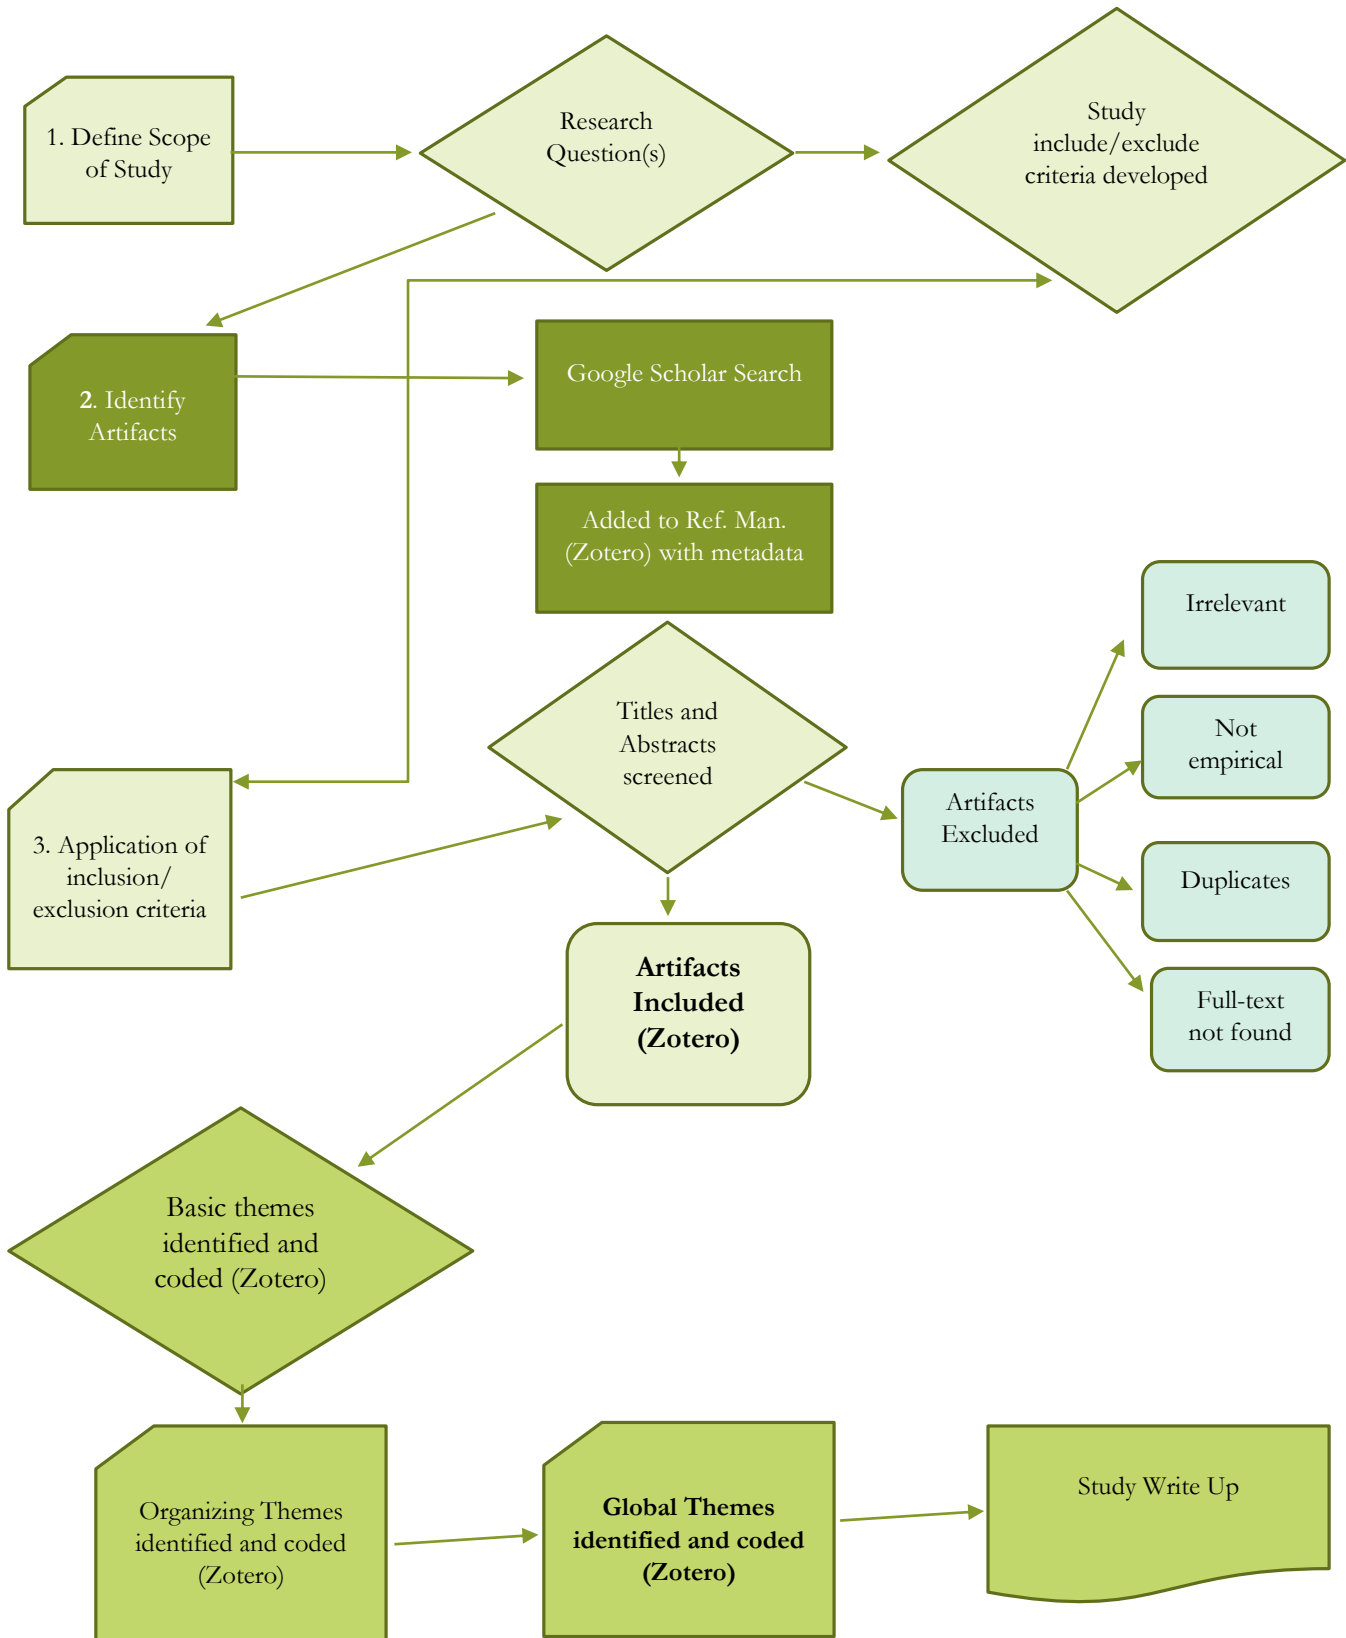 1. Define Scope
of Study
Research
Question(s)
Study
include/exclude
criteria developed
2. Identify
Artifacts
Google Scholar Search
Added to Ref. Man.
(Zotero) with metadata
Titles and
Abstracts
screened
Irrelevant
Not
empirical
Artifacts
Excluded
Duplicates
Full-text
not found
3. Application of
inclusion/
exclusion criteria
Artifacts
Included
(Zotero)
Basic themes
identified and
coded (Zotero)
Organizing Themes
identified and coded
(Zotero)
Global Themes
identified and coded
(Zotero)
Study Write Up